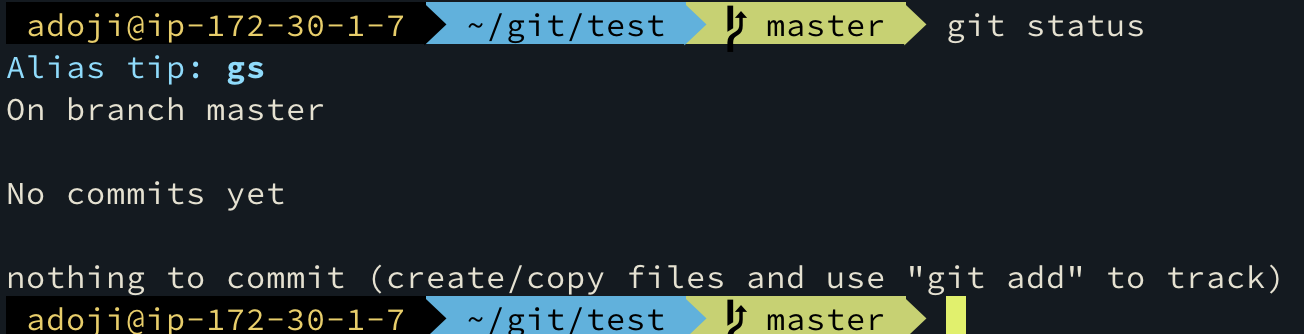 adoji@ip-172-30-1-7 ~/git/test master git status
Alias tip: gs
On branch master
No commits yet
nothing to commit (create/copy files and use "git add" to track)
adoji@ip-172-30-1-7 ~/git/test master